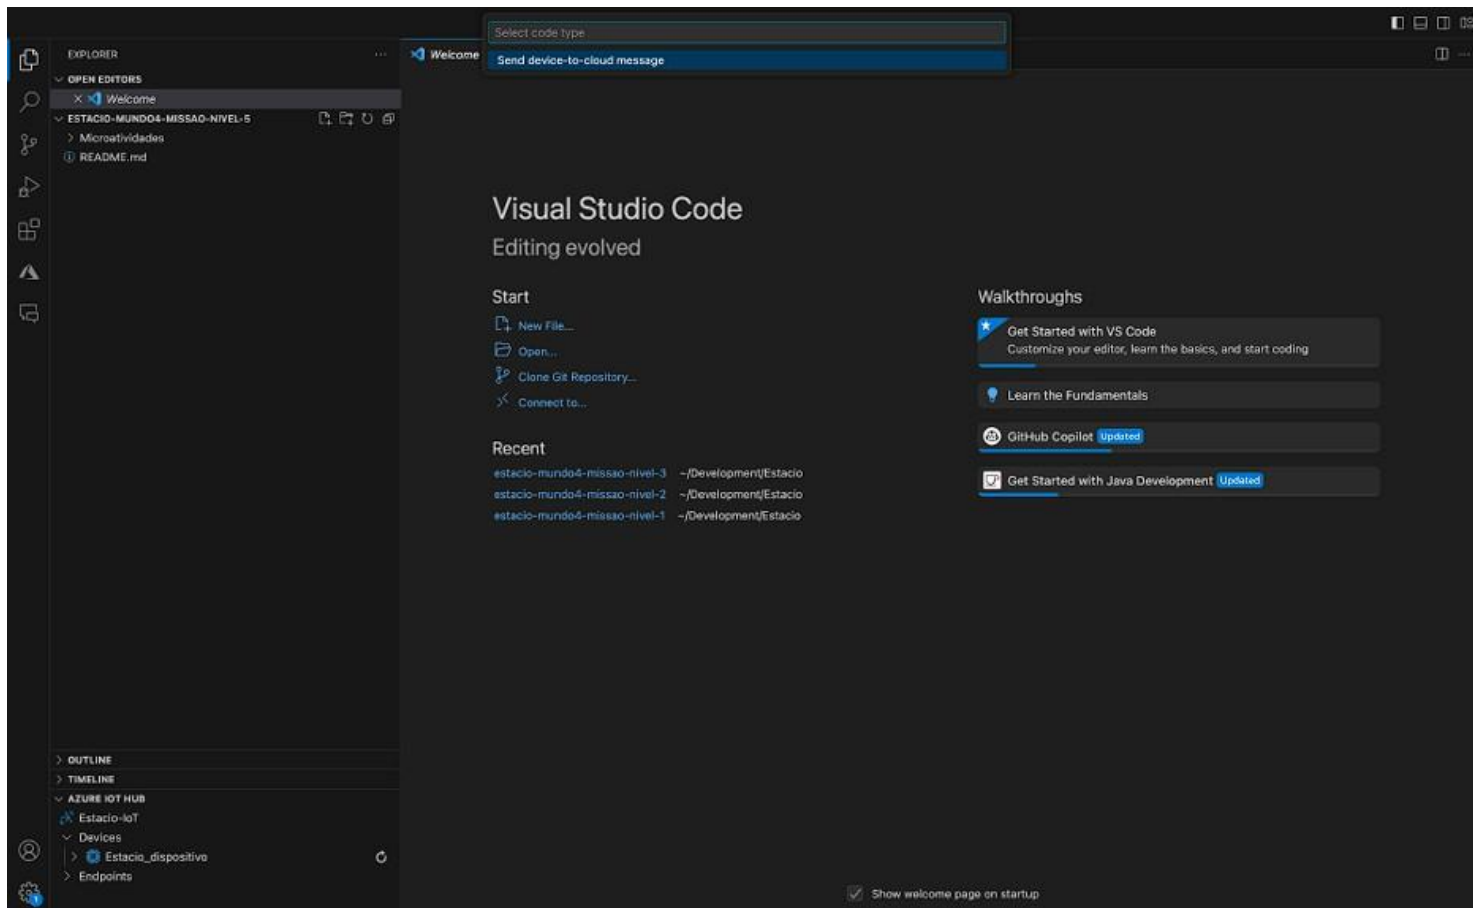 Select code type
Send device-to-cloud message
EXPLORER
Welcome
OPEN EDITORS
Welcome
ESTACIO-MUNDO4-MISSAO-NIVEL-5
Microatividades
README.md
Visual Studio Code
Editing evolved
Start
New File...
Open...
Clone Git Repository...
Connect to...
Recent
estacio-mundo4-missao-nivel-3 ~/Development/Estacio
estacio-mundo4-missao-nivel-2 ~/Development/Estacio
estacio-mundo4-missao-nivel-1 ~/Development/Estacio
Walkthroughs
Get Started with VS Code
Customize your editor, learn the basics, and start coding
Learn the Fundamentals
GitHub Copilot Updated
Get Started with Java Development Updated
OUTLINE
TIMELINE
AZURE IOT HUB
Estacio-IoT
Devices
Estacio_dispositivo
Endpoints
1
Show welcome page on startup